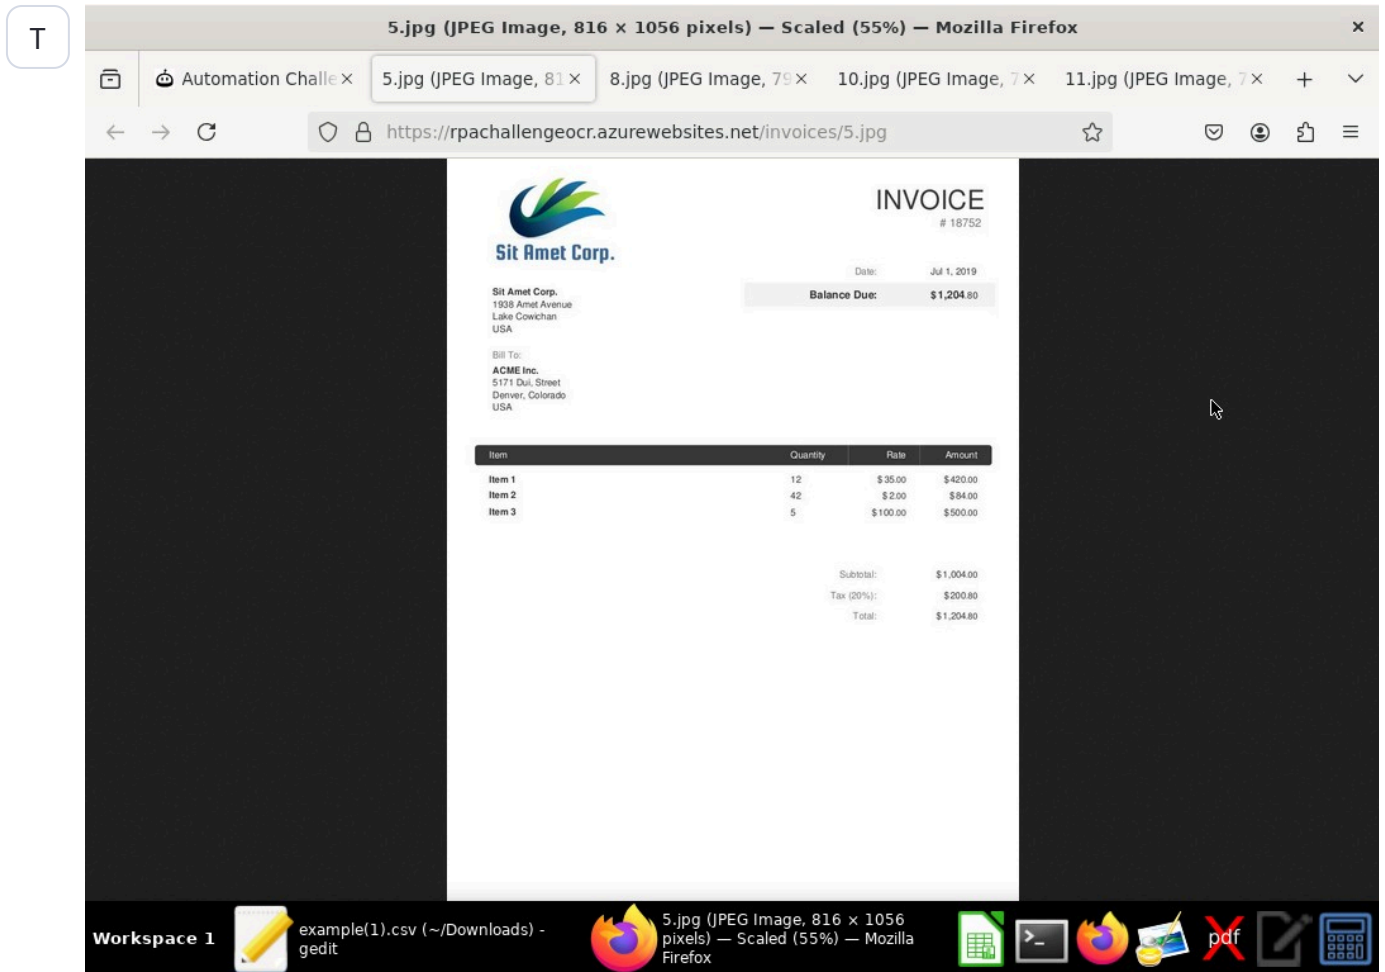 T
5.jpg (JPEG Image, 816 × 1056 pixels) — Scaled (55%) — Mozilla Firefox
Automation Challe
5.jpg (JPEG Image, 81
8.jpg (JPEG Image, 79
10.jpg (JPEG Image, 7
11.jpg (JPEG Image, 7
https://rpachallengeocr.azurewebsites.net/invoices/5.jpg
Sit Amet Corp.
INVOICE
# 18752
Date: Jul 1, 2019
Balance Due: $1,204.80
Sit Amet Corp.
1938 Amet Avenue
Lake Cowichan
USA
Bill To:
ACME Inc.
5171 Dui, Street
Denver, Colorado
USA
Item Quantity Rate Amount
Item 1 12 $35.00 $420.00
Item 2 42 $2.00 $84.00
Item 3 5 $100.00 $500.00
Subtotal: $1,004.00
Tax (20%): $200.80
Total: $1,204.80
Workspace 1
example(1).csv (~/Downloads) -
gedit
5.jpg (JPEG Image, 816 × 1056
pixels) — Scaled (55%) — Mozilla
Firefox
pdf